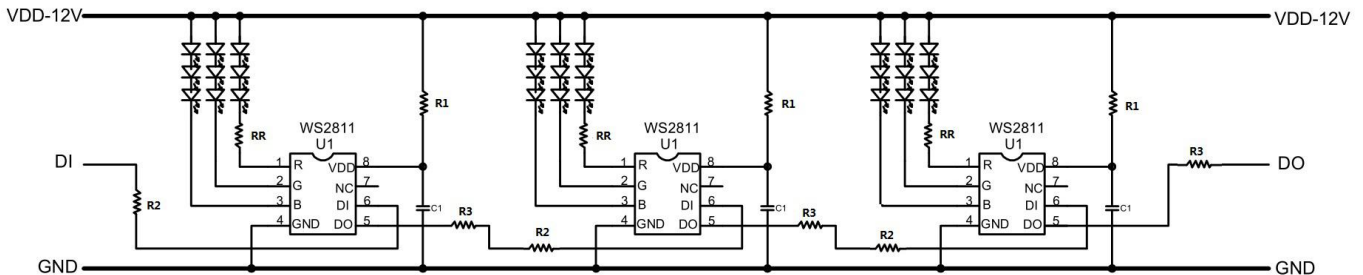 VDD-12V VDD-12V
R1 R1 R1
RR RR RR
WS2811 WS2811 WS2811
U1 U1 U1
DI 1 R VDD 8 1 R VDD 8 1 R VDD 8 R3 DO
2 G NC 7 2 G NC 7 2 G NC 7
R2 3 B DI 6 C1 3 B DI 6 C1 3 B DI 6 C1
4 GND DO 5 R3 4 GND DO 5 R3 4 GND DO 5
R2 R2
GND GND